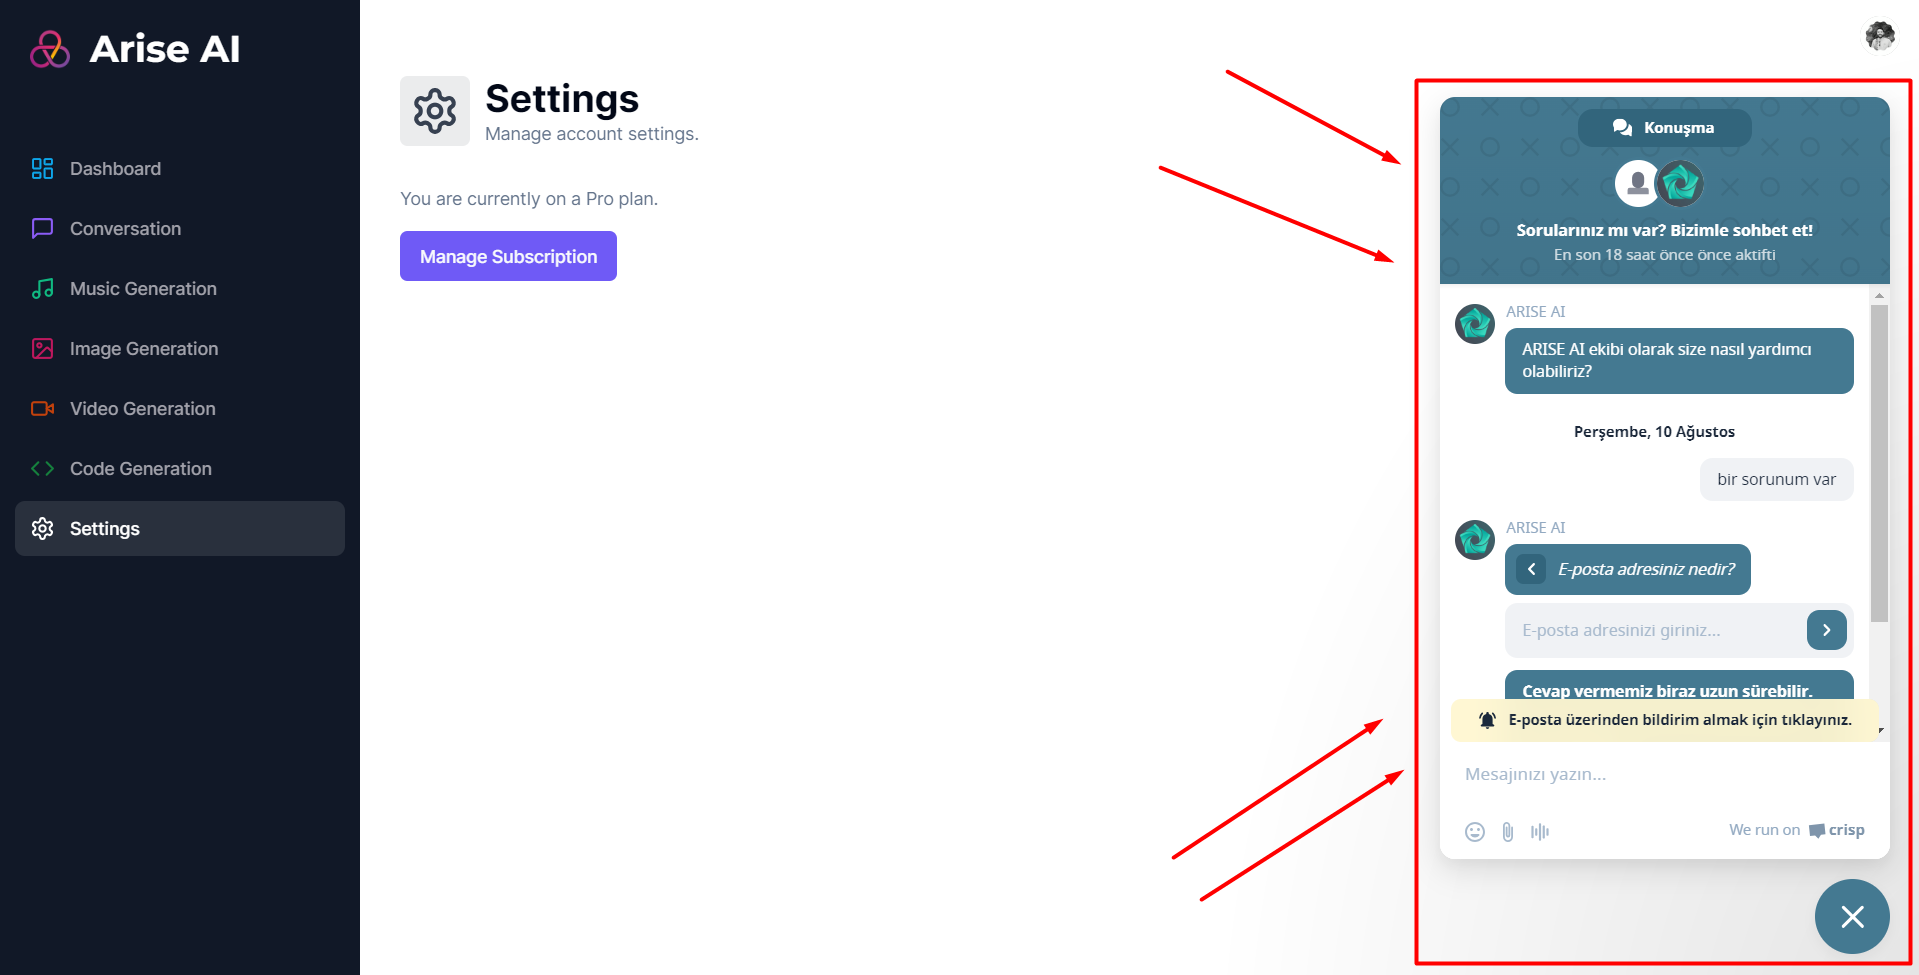 Arise AI
Dashboard
Conversation
Music Generation
Image Generation
Video Generation
Code Generation
Settings
Settings
Manage account settings.
You are currently on a Pro plan.
Manage Subscription
Konuşma
Sorularınız mı var? Bizimle sohbet et!
En son 18 saat önce önce aktifti
ARISE AI
ARISE AI ekibi olarak size nasıl yardımcı
olabiliriz?
Perşembe, 10 Ağustos
bir sorunum var
ARISE AI
E-posta adresiniz nedir?
E-posta adresinizi giriniz...
Cevap vermemiz biraz uzun sürebilir.
E-posta üzerinden bildirim almak için tıklayınız.
Mesajınızı yazın...
We run on crisp